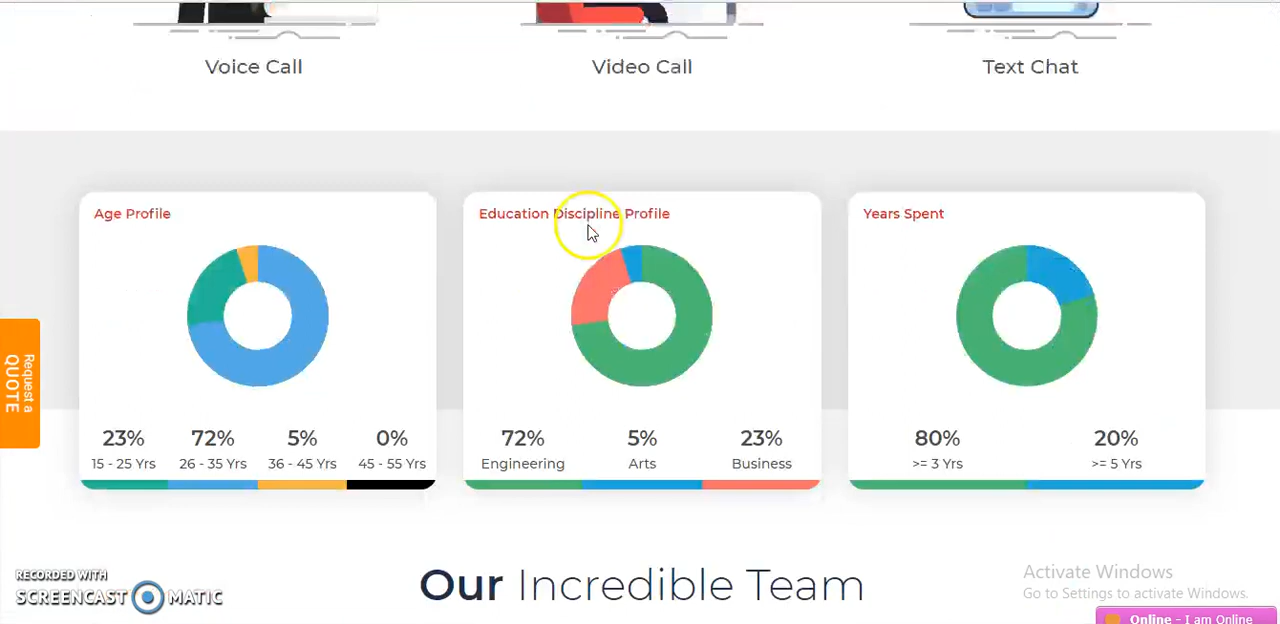 Voice Call
Video Call
Text Chat
Age Profile
23% 72% 5% 0%
15 - 25 Yrs 26 - 35 Yrs 36 - 45 Yrs 45 - 55 Yrs
Education Discipline Profile
72% 5% 23%
Engineering Arts Business
Years Spent
80% 20%
>= 3 Yrs >= 5 Yrs
Request a
QUOTE
Our Incredible Team
RECORDED WITH
SCREENCAST MATIC
Activate Windows
Go to Settings to activate Windows.
Online - I am Online